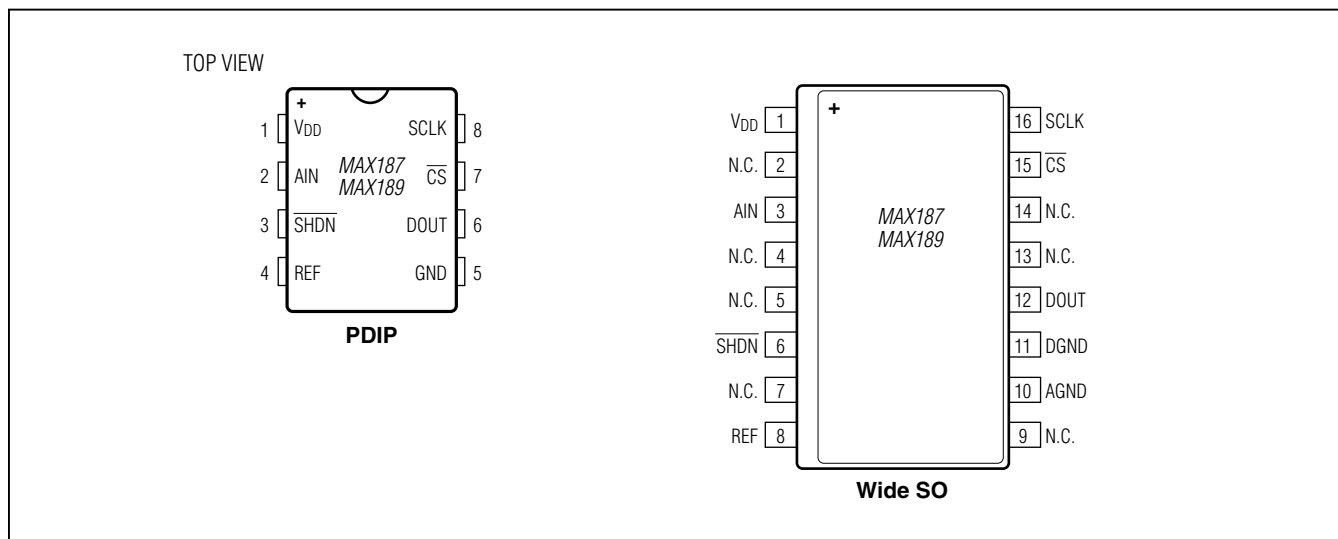 TOP VIEW
+
1 VDD SCLK 8
2 AIN MAX187 MAX189 CS 7
3 SHDN DOUT 6
4 REF GND 5
PDIP
+
VDD 1 16 SCLK
N.C. 2 15 CS
AIN 3 14 N.C.
MAX187
MAX189
N.C. 4 13 N.C.
N.C. 5 12 DOUT
SHDN 6 11 DGND
N.C. 7 10 AGND
REF 8 9 N.C.
Wide SO